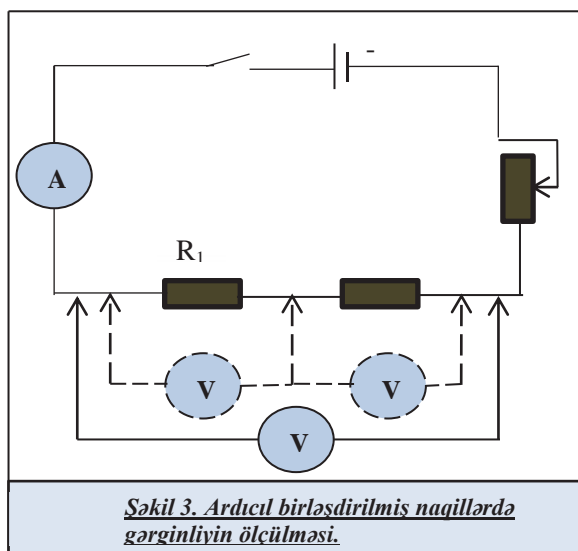 -
A
R₁
V
V
V
Şəkil 3. Ardıcıl birləşdirilmiş naqillərdə
gərginliyin ölçülməsi.